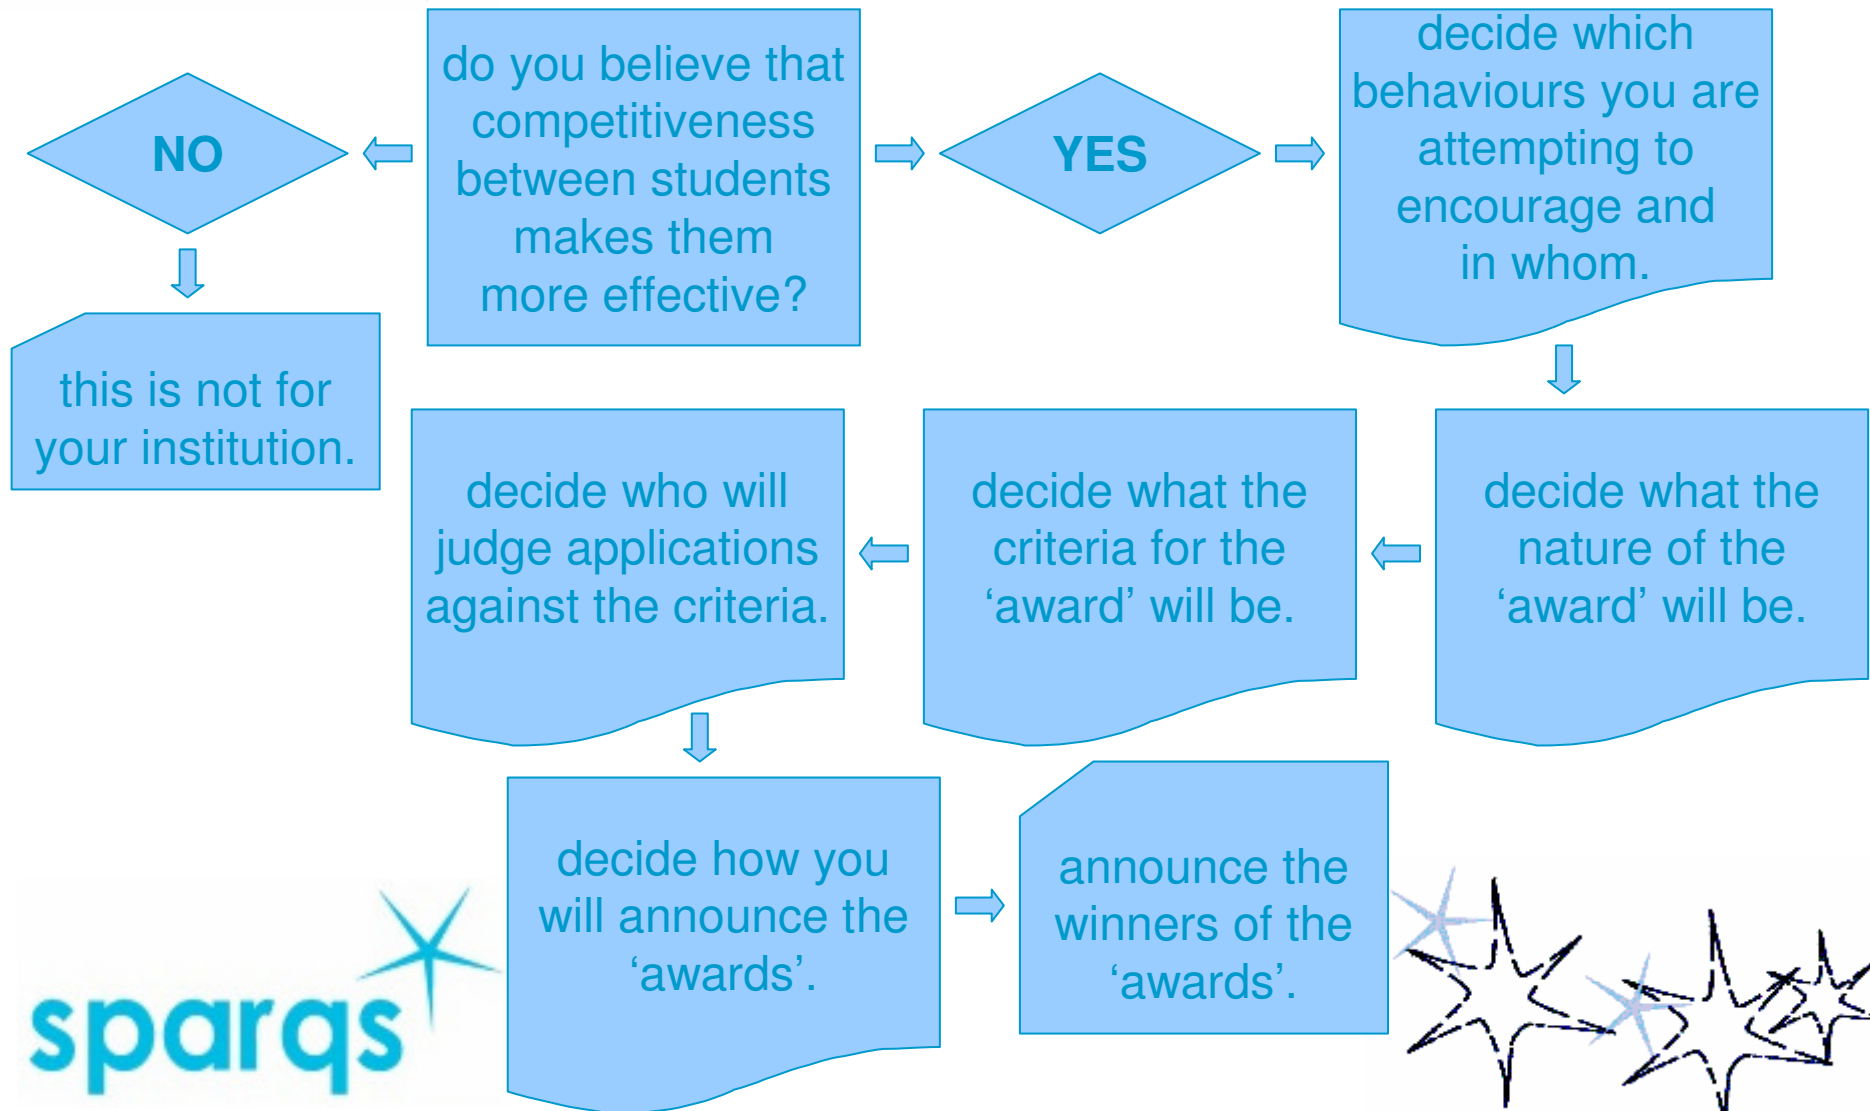 do you believe that
competitiveness
between students
makes them
more effective?
NO
this is not for
your institution.
YES
decide which
behaviours you are
attempting to
encourage and
in whom.
decide what the
nature of the
‘award’ will be.
decide what the
criteria for the
‘award’ will be.
decide who will
judge applications
against the criteria.
decide how you
will announce the
‘awards’.
announce the
winners of the
‘awards’.
sparqs